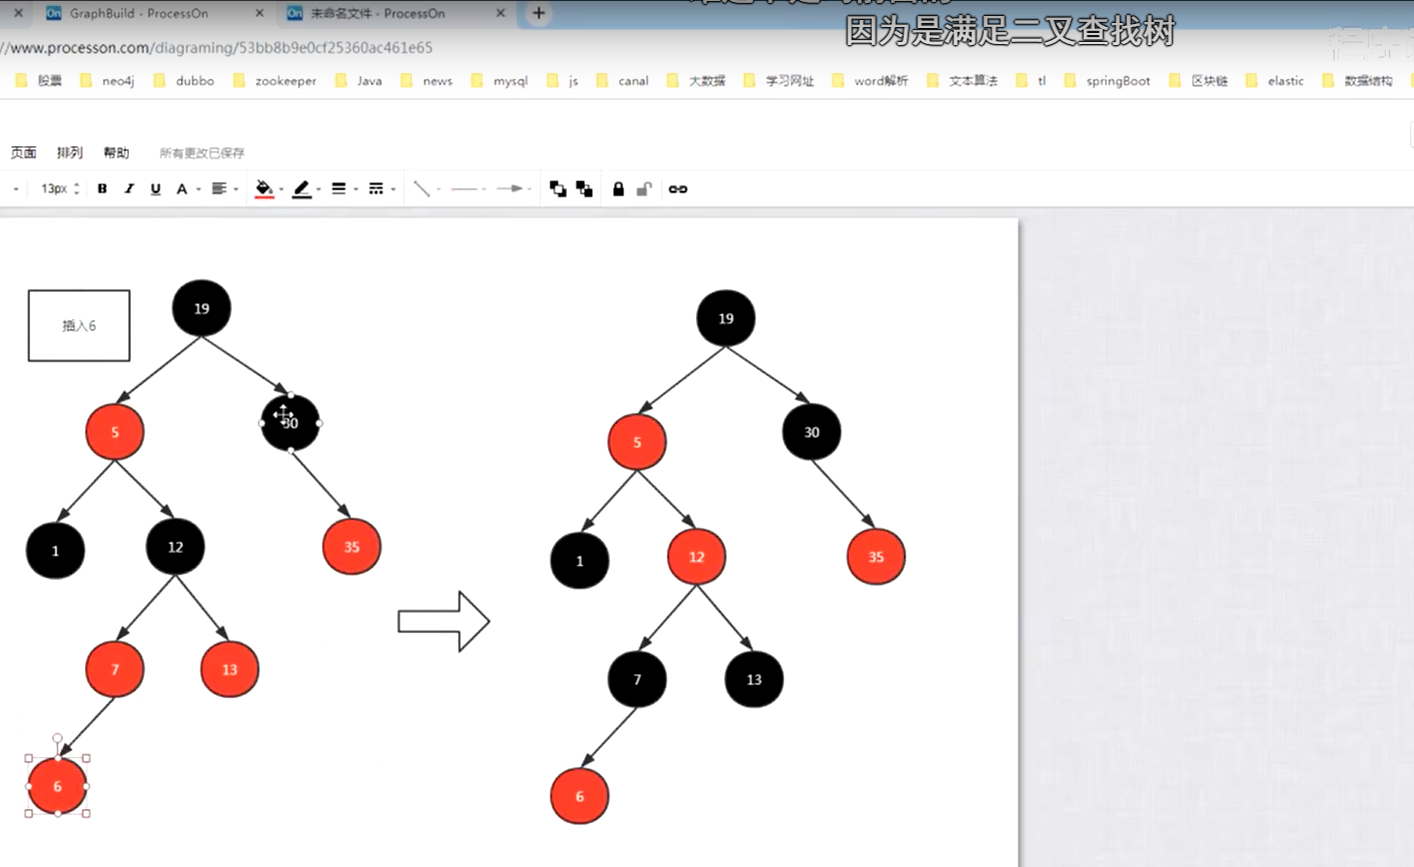 GraphBuild - ProcessOn
未命名文件 - ProcessOn
因为是满足二叉查找树
//www.processon.com/diagraming/53bb8b9e0cf25360ac461e65
股票 neo4j dubbo zookeeper Java news mysql js canal 大数据 学习网址 word解析 文本算法 tl springBoot 区块链 elastic 数据结构
页面 排列 帮助 所有更改已保存
13px B I U A
插入6
19
5
30
1
12
35
7
13
6
19
5
30
1
12
35
7
13
6